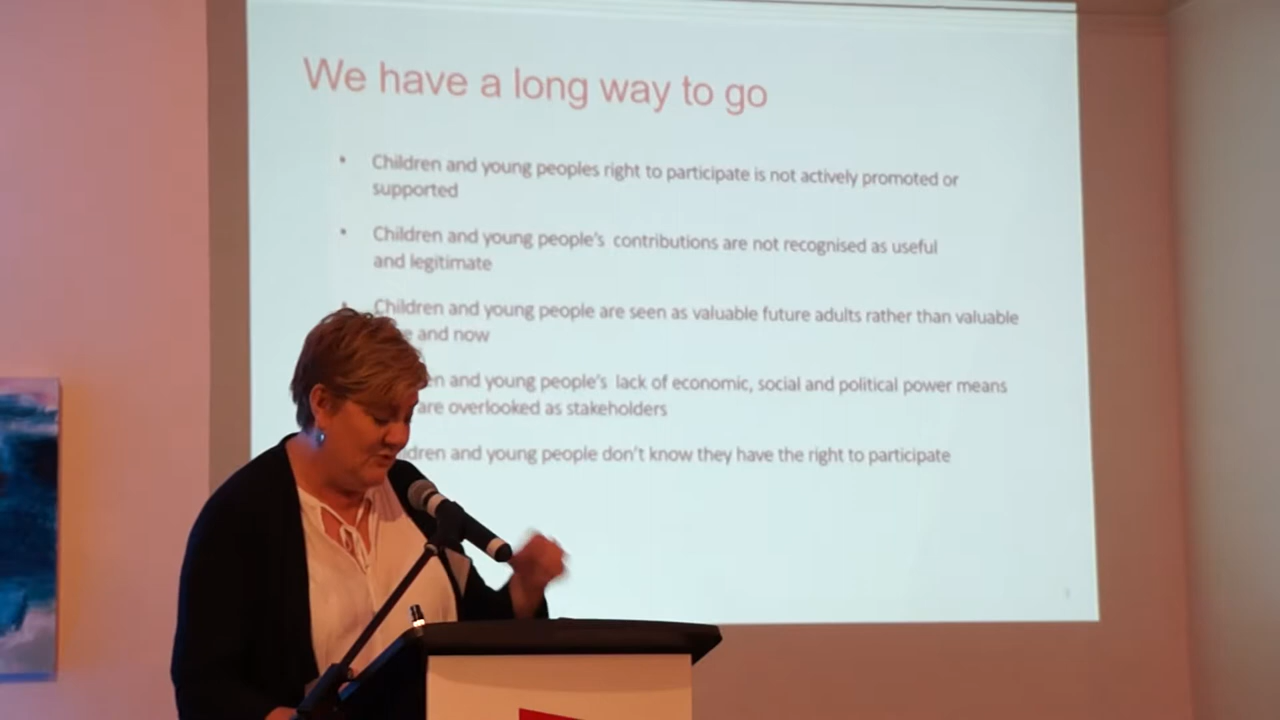 We have a long way to go
• Children and young peoples right to participate is not actively promoted or
supported
• Children and young people's contributions are not recognised as useful
and legitimate
• Children and young people are seen as valuable future adults rather than valuable
and now
and young people's lack of economic, social and political power means
are overlooked as stakeholders
and young people don't know they have the right to participate